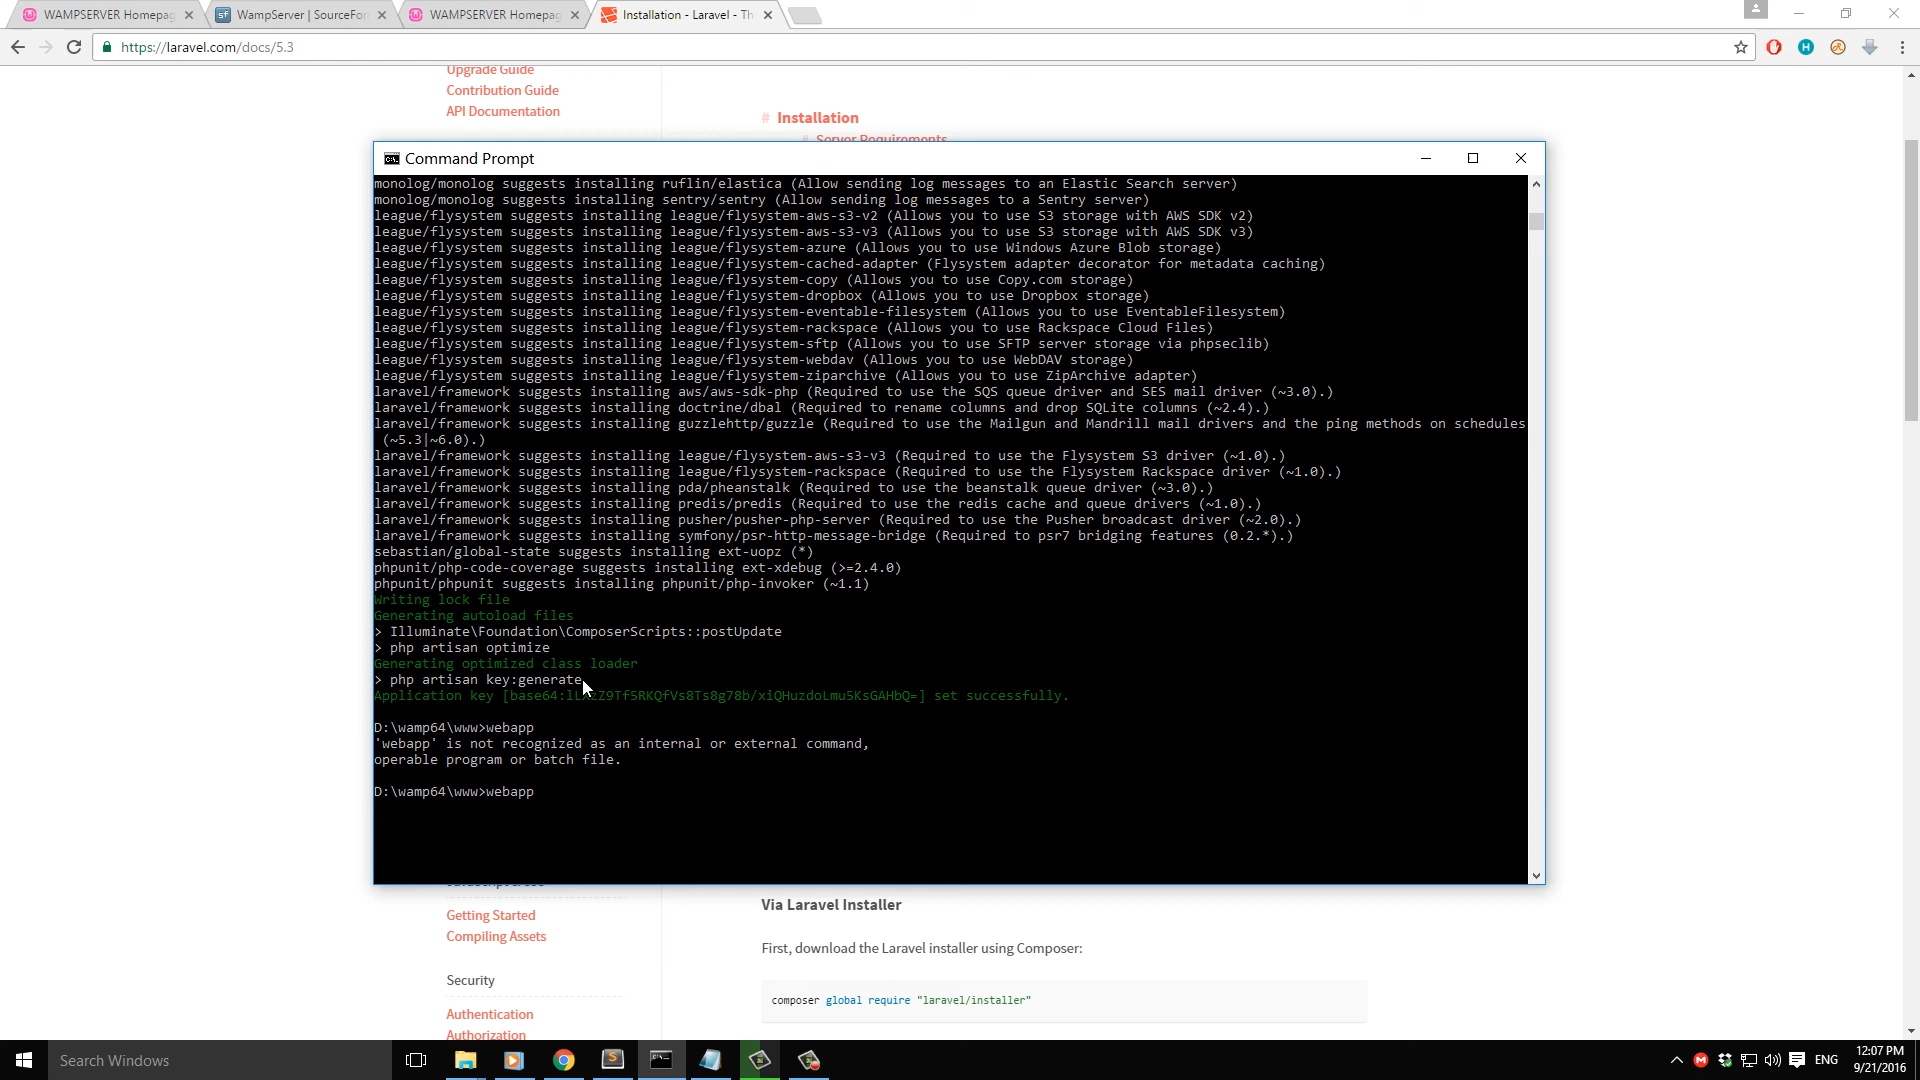 WAMPSERVER Homepag
WampServer | SourceFor
WAMPSERVER Homepag
Installation - Laravel - Th
https://laravel.com/docs/5.3
Upgrade Guide
Contribution Guide
API Documentation
# Installation
# Server Requirements
Command Prompt
monolog/monolog suggests installing ruflin/elastica (Allow sending log messages to an Elastic Search server)
monolog/monolog suggests installing sentry/sentry (Allow sending log messages to a Sentry server)
league/flysystem suggests installing league/flysystem-aws-s3-v2 (Allows you to use S3 storage with AWS SDK v2)
league/flysystem suggests installing league/flysystem-aws-s3-v3 (Allows you to use S3 storage with AWS SDK v3)
league/flysystem suggests installing league/flysystem-azure (Allows you to use Windows Azure Blob storage)
league/flysystem suggests installing league/flysystem-cached-adapter (Flysystem adapter decorator for metadata caching)
league/flysystem suggests installing league/flysystem-copy (Allows you to use Copy.com storage)
league/flysystem suggests installing league/flysystem-dropbox (Allows you to use Dropbox storage)
league/flysystem suggests installing league/flysystem-eventable-filesystem (Allows you to use EventableFilesystem)
league/flysystem suggests installing league/flysystem-rackspace (Allows you to use Rackspace Cloud Files)
league/flysystem suggests installing league/flysystem-sftp (Allows you to use SFTP server storage via phpseclib)
league/flysystem suggests installing league/flysystem-webdav (Allows you to use WebDAV storage)
league/flysystem suggests installing league/flysystem-ziparchive (Allows you to use ZipArchive adapter)
laravel/framework suggests installing aws/aws-sdk-php (Required to use the SQS queue driver and SES mail driver (~3.0).)
laravel/framework suggests installing doctrine/dbal (Required to rename columns and drop SQLite columns (~2.4).)
laravel/framework suggests installing guzzlehttp/guzzle (Required to use the Mailgun and Mandrill mail drivers and the ping methods on schedules
(~5.3|~6.0).)
laravel/framework suggests installing league/flysystem-aws-s3-v3 (Required to use the Flysystem S3 driver (~1.0).)
laravel/framework suggests installing league/flysystem-rackspace (Required to use the Flysystem Rackspace driver (~1.0).)
laravel/framework suggests installing pda/pheanstalk (Required to use the beanstalk queue driver (~3.0).)
laravel/framework suggests installing predis/predis (Required to use the redis cache and queue drivers (~1.0).)
laravel/framework suggests installing pusher/pusher-php-server (Required to use the Pusher broadcast driver (~2.0).)
laravel/framework suggests installing symfony/psr-http-message-bridge (Required to psr7 bridging features (0.2.*).)
sebastian/global-state suggests installing ext-uopz (*)
phpunit/php-code-coverage suggests installing ext-xdebug (>=2.4.0)
phpunit/phpunit suggests installing phpunit/php-invoker (~1.1)
Writing lock file
Generating autoload files
> Illuminate\Foundation\ComposerScripts::postUpdate
> php artisan optimize
Generating optimized class loader
> php artisan key:generate
Application key set successfully.
D:\wamp64\www>webapp
'webapp' is not recognized as an internal or external command,
operable program or batch file.
D:\wamp64\www>webapp
Getting Started
Compiling Assets
Security
Authentication
Authorization
Via Laravel Installer
First, download the Laravel installer using Composer:
composer global require "laravel/installer"
Search Windows
ENG
12:07 PM
9/21/2016